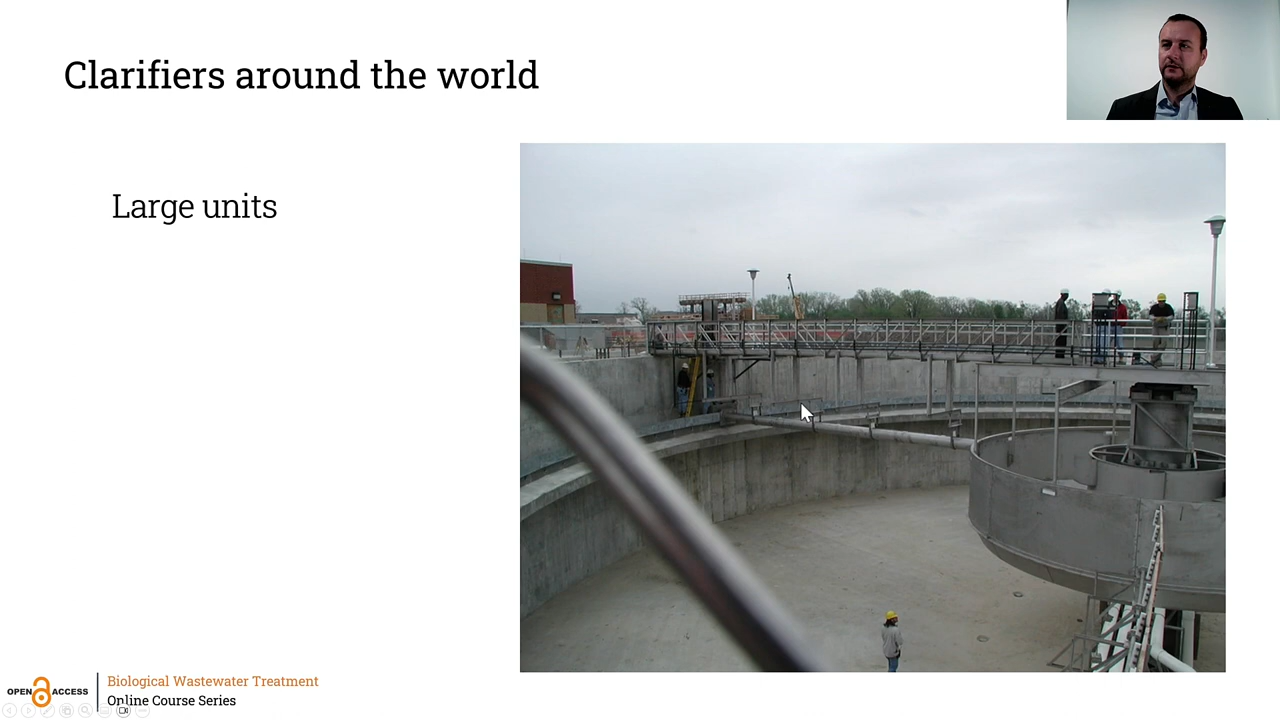 Clarifiers around the world
Large units
OPEN ACCESS
Biological Wastewater Treatment
Online Course Series